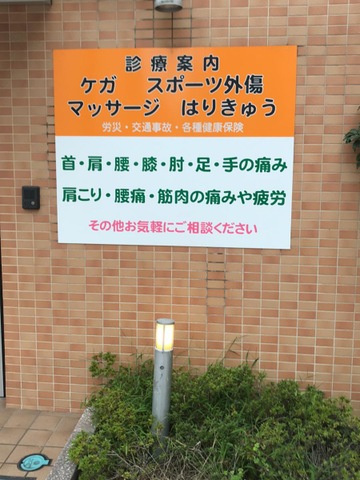 診療案内
ケガ　スポーツ外傷
マッサージ　はりきゅう
労災・交通事故・各種健康保険
首・肩・腰・膝・肘・足・手の痛み
肩こり・腰痛・筋肉の痛みや疲労
その他お気軽にご相談ください